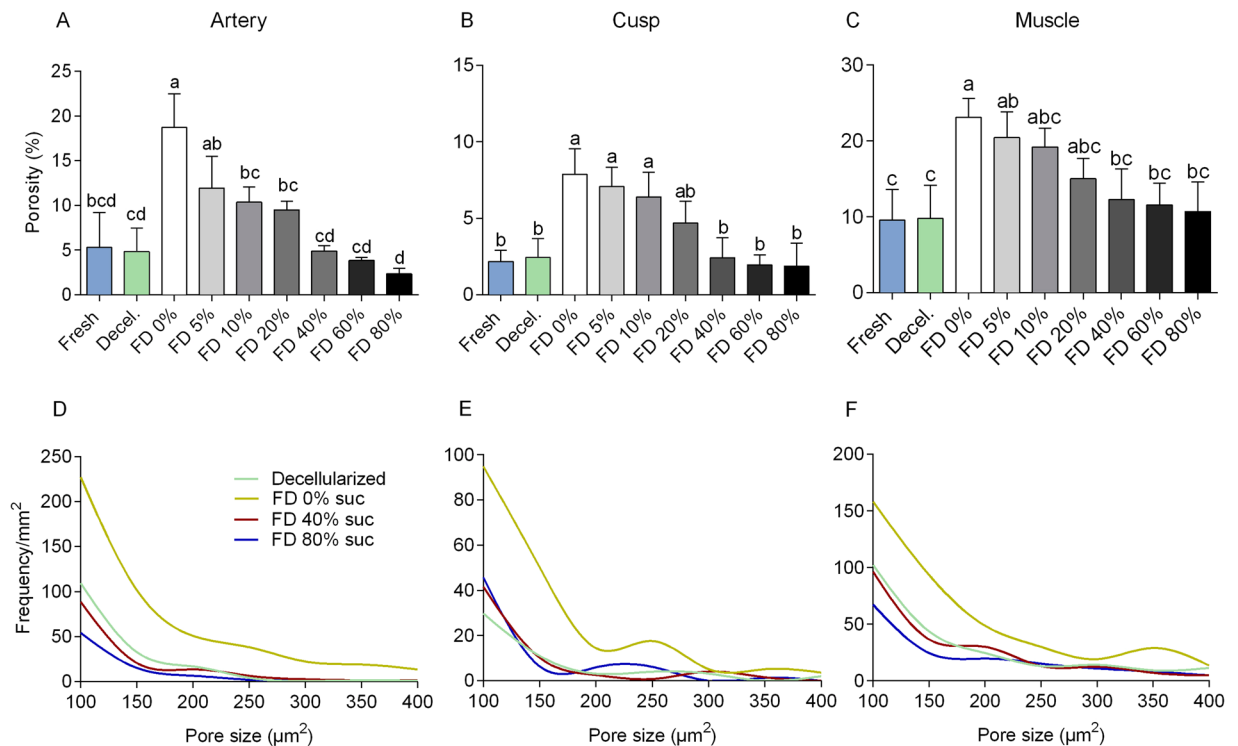 A Artery
B Cusp
C Muscle
Porosity (%)
25
20
15
10
5
0
bcd cd a ab bc bc cd cd d
Fresh Decel. FD 0% FD 5% FD 10% FD 20% FD 40% FD 60% FD 80%
15
10
5
0
b b a a a ab b b b
Fresh Decel. FD 0% FD 5% FD 10% FD 20% FD 40% FD 60% FD 80%
30
20
10
0
c c a ab abc abc bc bc bc
Fresh Decel. FD 0% FD 5% FD 10% FD 20% FD 40% FD 60% FD 80%
D
Frequency/mm²
250
200
150
100
50
0
Decellularized
FD 0% suc
FD 40% suc
FD 80% suc
100 150 200 250 300 350 400
Pore size (µm²)
E
100
80
60
40
20
0
100 150 200 250 300 350 400
Pore size (µm²)
F
200
150
100
50
0
100 150 200 250 300 350 400
Pore size (µm²)